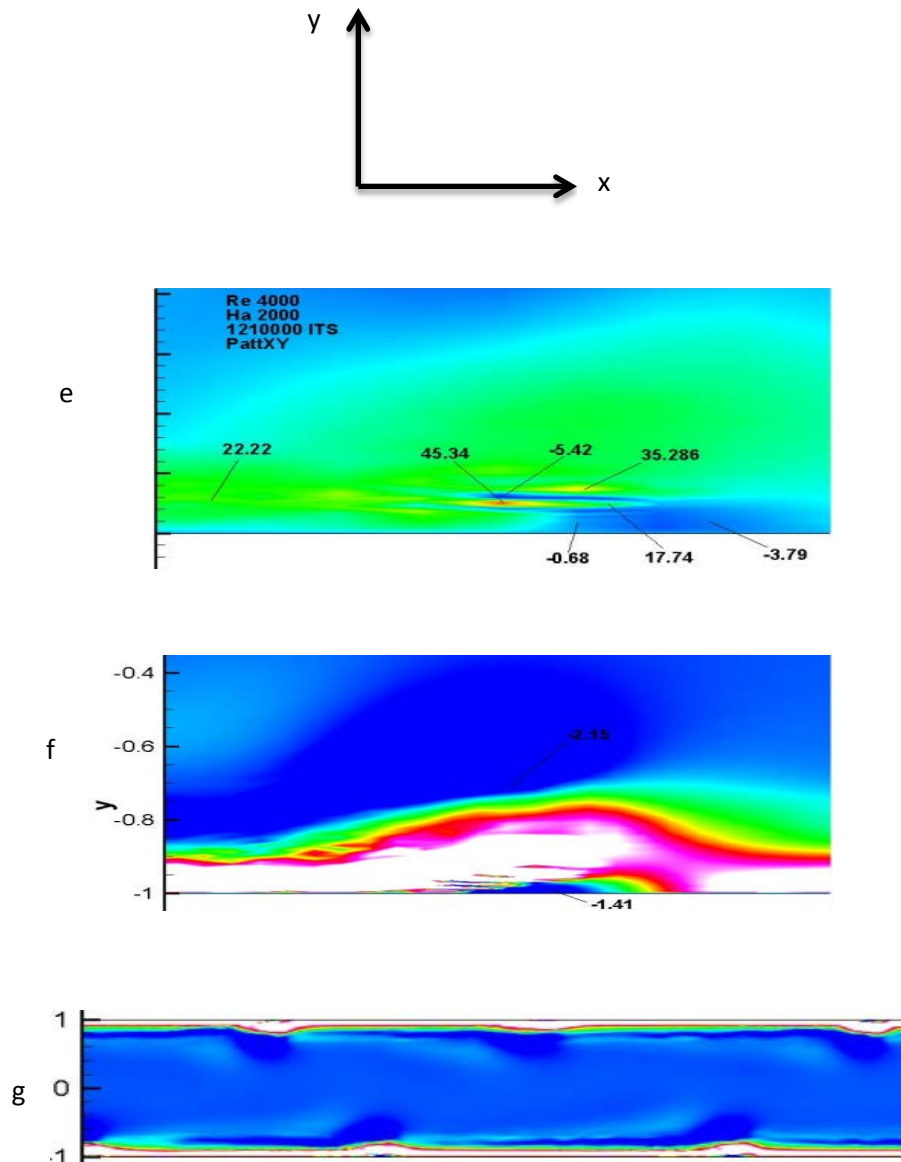 y
x
Re 4000
Ha 2000
1210000 ITS
PattXY
e
22.22
45.34
-5.42
35.286
-0.68
17.74
-3.79
-0.4
f
-0.6
-2.15
y
-0.8
-1
-1.41
1
g
0
-1